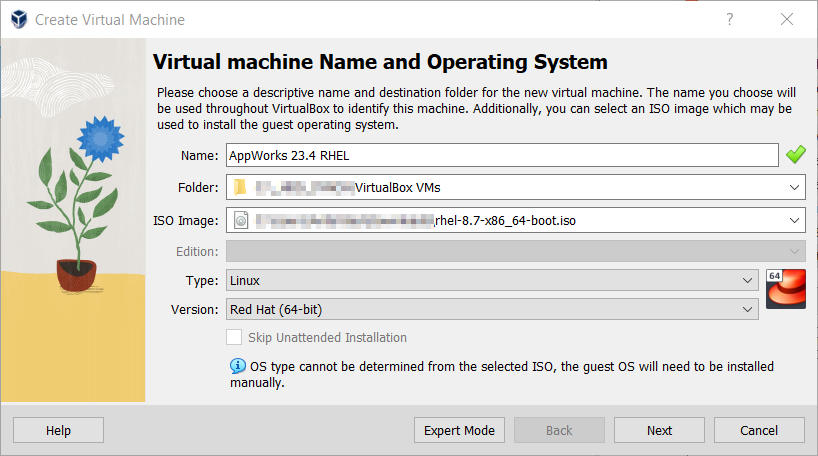 Create Virtual Machine
Virtual machine Name and Operating System
Please choose a descriptive name and destination folder for the new virtual machine. The name you choose will
be used throughout VirtualBox to identify this machine. Additionally, you can select an ISO image which may be
used to install the guest operating system.
Name: AppWorks 23.4 RHEL
Folder: VirtualBox VMs
ISO Image: rhel-8.7-x86_64-boot.iso
Edition:
Type: Linux
64
Version: Red Hat (64-bit)
Skip Unattended Installation
OS type cannot be determined from the selected ISO, the guest OS will need to be installed
manually.
Help Expert Mode Back Next Cancel